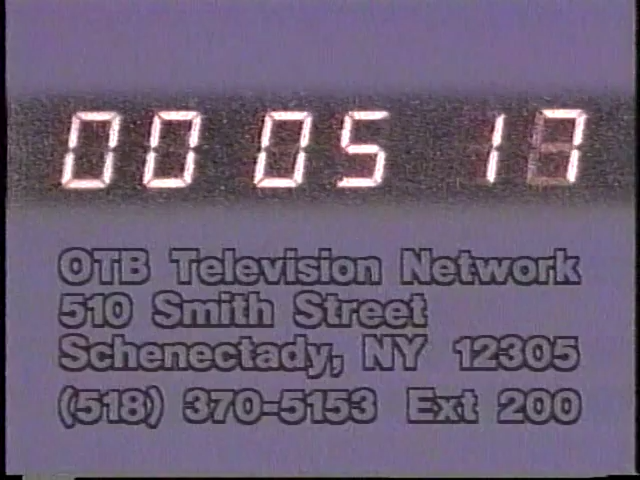 00 05 17
OTB Television Network
510 Smith Street
Schenectady, NY 12305
(518) 370-5153 Ext 200